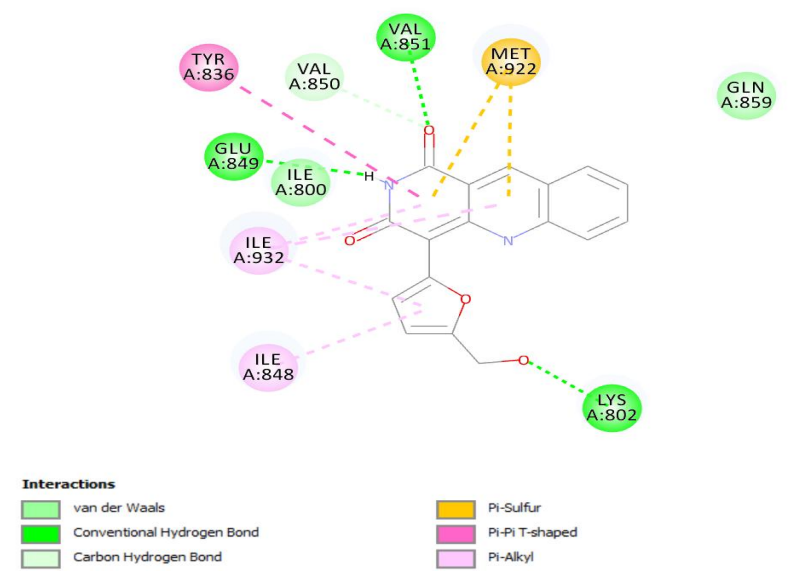 VAL
A:851
TYR
A:836
VAL
A:850
MET
A:922
GLN
A:859
O
GLU
A:849
H
N
ILE
A:800
O
ILE
A:932
N
O
ILE
A:848
O
LYS
A:802
Interactions
van der Waals
Conventional Hydrogen Bond
Carbon Hydrogen Bond
Pi-Sulfur
Pi-Pi T-shaped
Pi-Alkyl